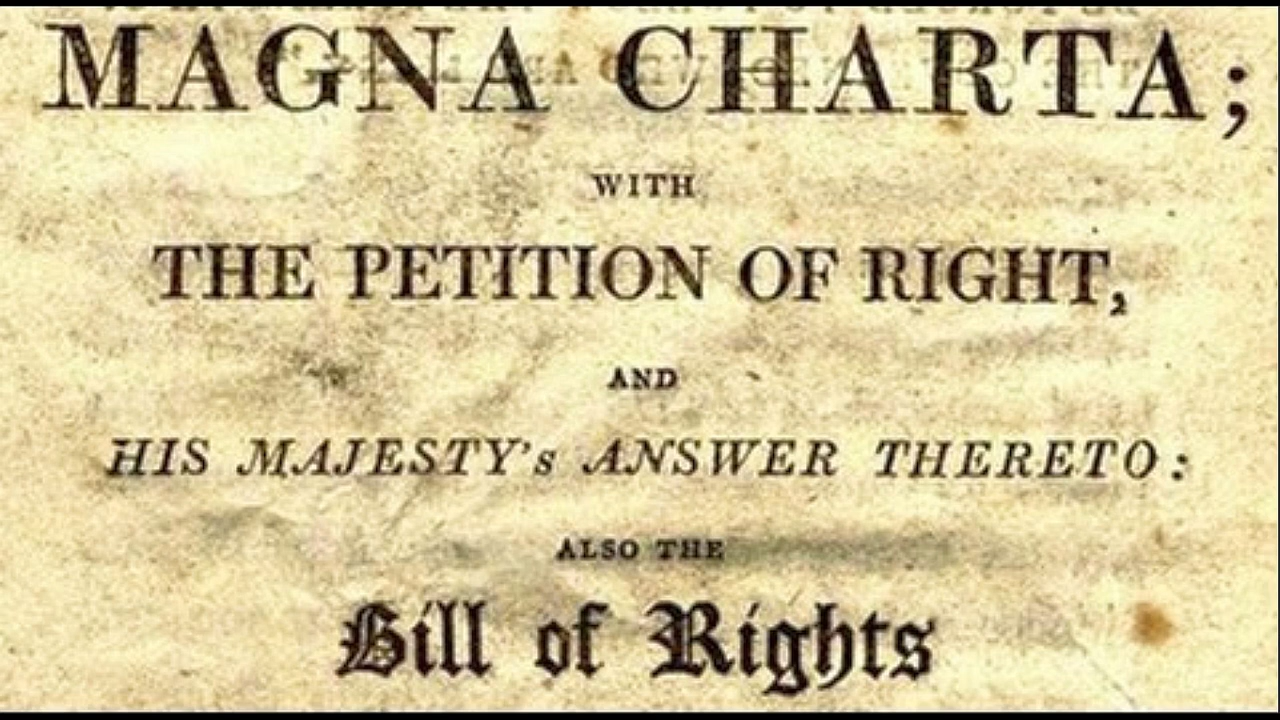 MAGNA CHARTA;
WITH
THE PETITION OF RIGHT,
AND
HIS MAJESTY's ANSWER THERETO:
ALSO THE
Bill of Rights